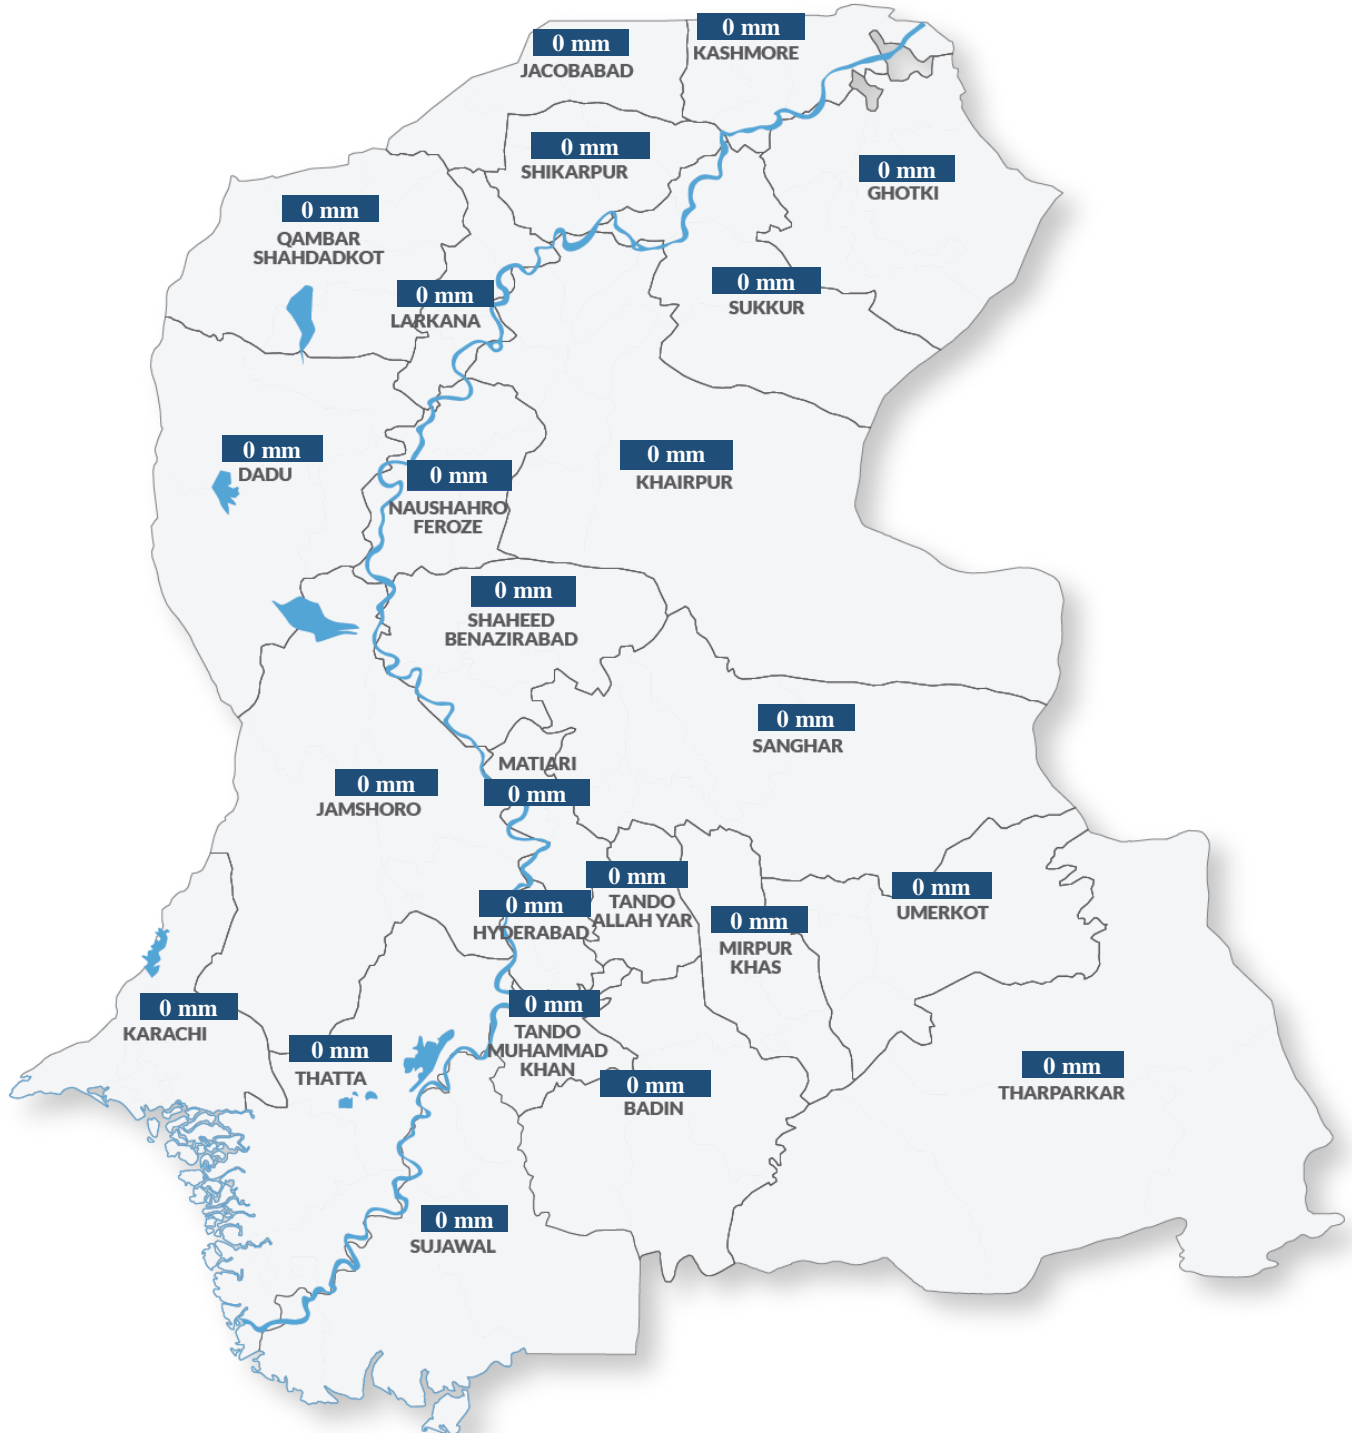 0 mm
KASHMORE
0 mm
JACOBABAD
0 mm
SHIKARPUR
0 mm
GHOTKI
0 mm
QAMBAR
SHAHDADKOT
0 mm
SUKKUR
0 mm
LARKANA
0 mm
DADU
0 mm
KHAIRPUR
0 mm
NAUSHAHRO
FEROZE
0 mm
SHAHEED
BENAZIRABAD
0 mm
SANGHAR
MATIARI
0 mm
0 mm
JAMSHORO
0 mm
TANDO
ALLAH YAR
0 mm
UMERKOT
0 mm
HYDERABAD
0 mm
MIRPUR
KHAS
0 mm
KARACHI
0 mm
TANDO
MUHAMMAD
KHAN
0 mm
THATTA
0 mm
THARPARKAR
0 mm
BADIN
0 mm
SUJAWAL